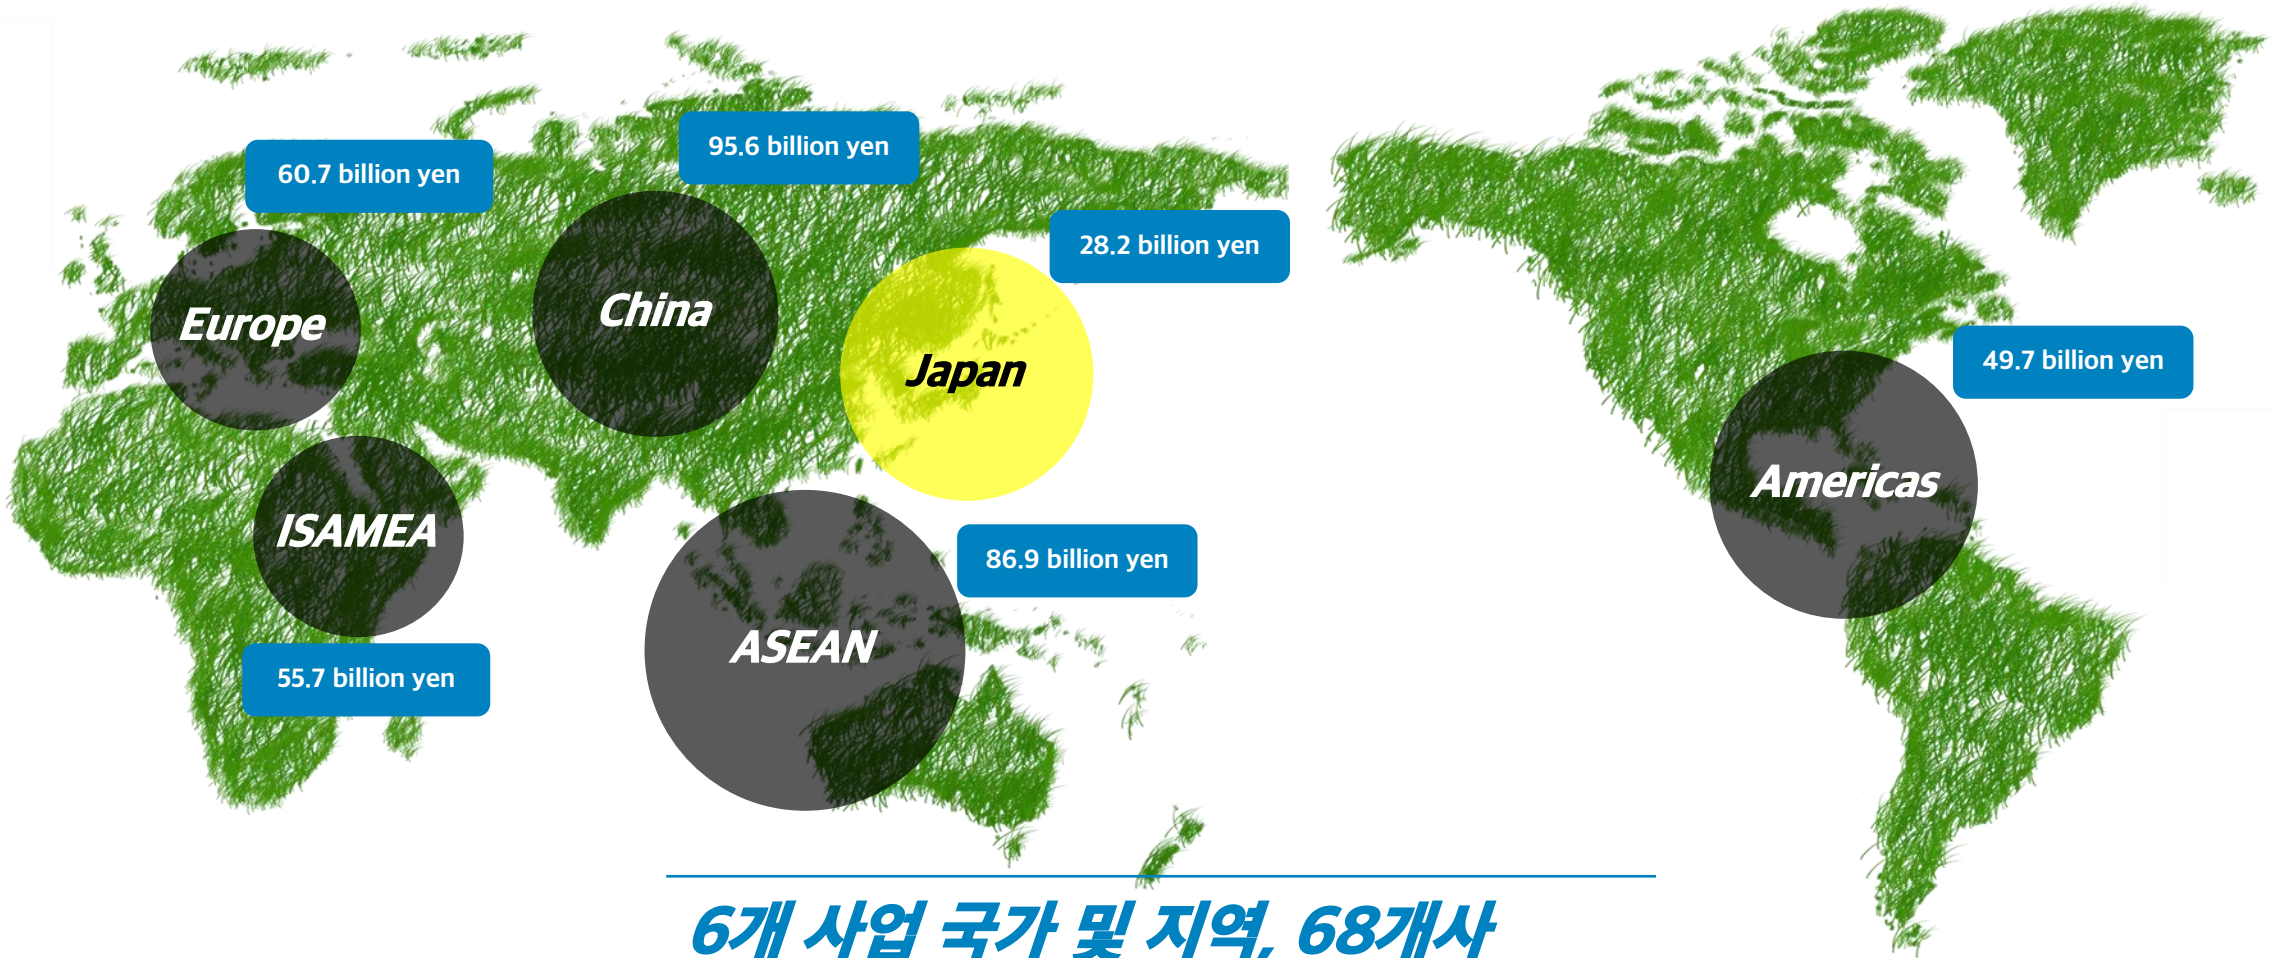 95.6 billion yen
60.7 billion yen
28.2 billion yen
China
Europe
Japan
49.7 billion yen
Americas
ISAMEA
86.9 billion yen
ASEAN
55.7 billion yen
6개 사업 국가 및 지역, 68개사